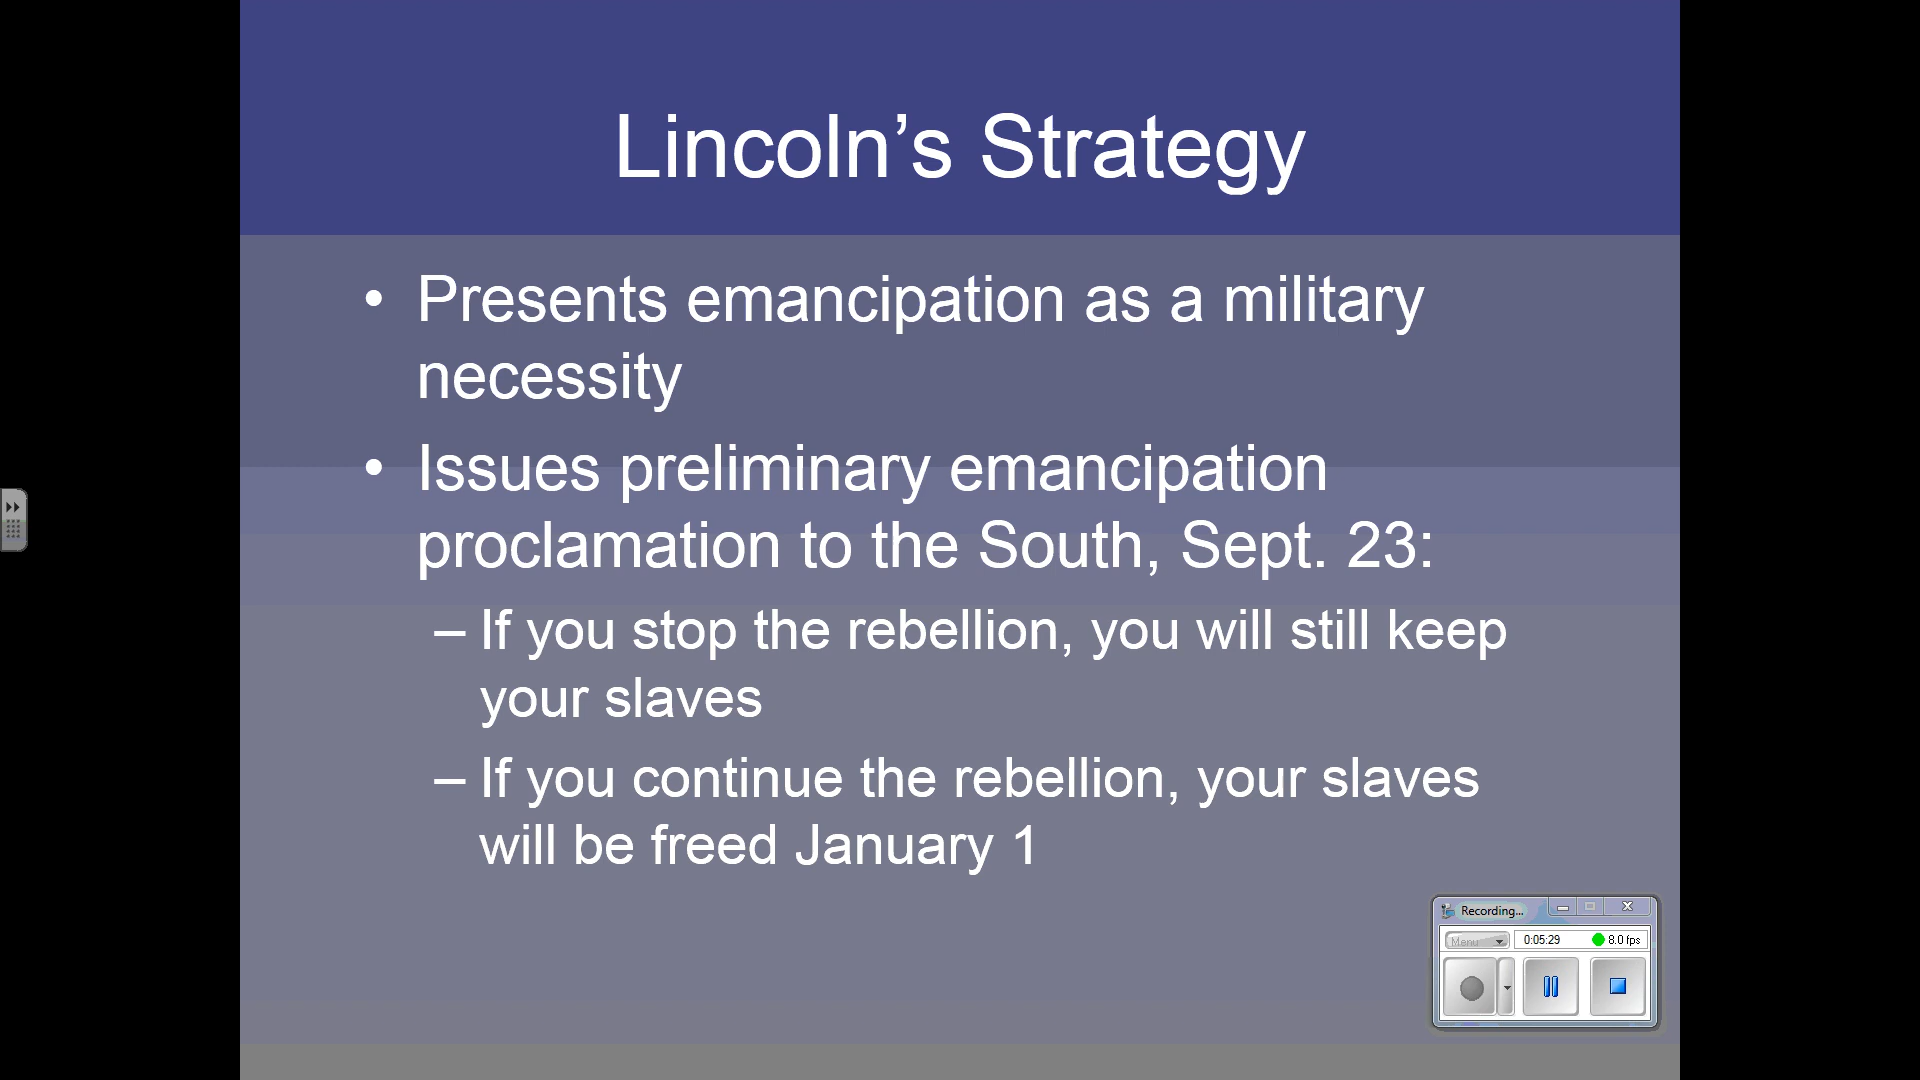 Lincoln’s Strategy
• Presents emancipation as a military
necessity
• Issues preliminary emancipation
proclamation to the South, Sept. 23:
– If you stop the rebellion, you will still keep
your slaves
– If you continue the rebellion, your slaves
will be freed January 1
Recording...
Menu 0:05:29 8.0 fps